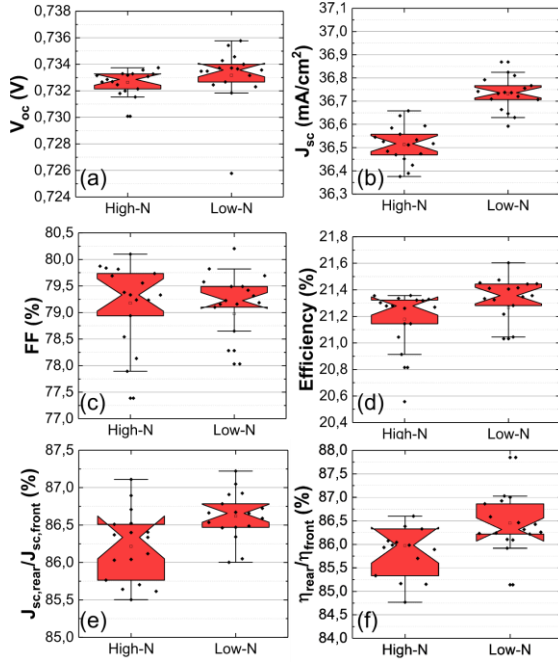 0,738
0,736
0,734
0,732
0,730
0,728
0,726
0,724
V_oc (V)
(a)
High-N Low-N
37,1
37,0
36,9
36,8
36,7
36,6
36,5
36,4
36,3
J_sc (mA/cm²)
(b)
High-N Low-N
80,5
80,0
79,5
79,0
78,5
78,0
77,5
77,0
FF (%)
(c)
High-N Low-N
21,8
21,6
21,4
21,2
21,0
20,8
20,6
20,4
Efficiency (%)
(d)
High-N Low-N
87,5
87,0
86,5
86,0
85,5
85,0
J_sc,rear/J_sc,front (%)
(e)
High-N Low-N
88,0
87,5
87,0
86,5
86,0
85,5
85,0
84,5
84,0
η_rear/η_front (%)
(f)
High-N Low-N